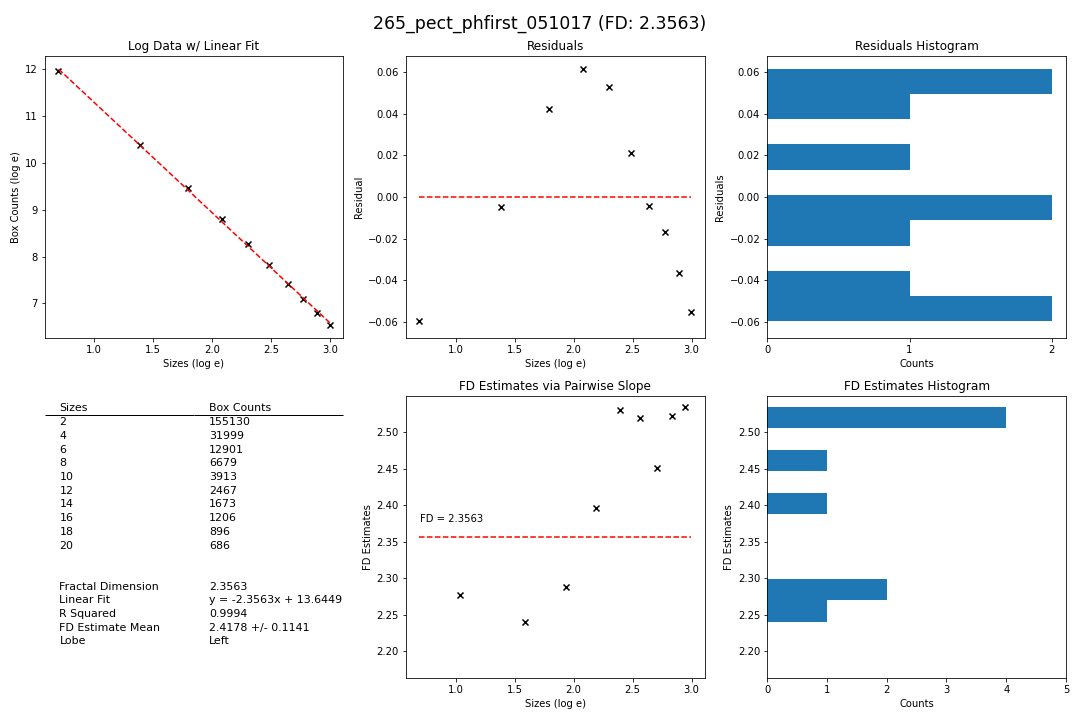 265_pect_phfirst_051017 (FD: 2.3563)
Log Data w/ Linear Fit
12
11
10
9
8
7
Box Counts (log e)
1.0 1.5 2.0 2.5 3.0
Sizes (log e)
Residuals
0.06
0.04
0.02
0.00
−0.02
−0.04
−0.06
Residual
1.0 1.5 2.0 2.5 3.0
Sizes (log e)
Residuals Histogram
0.06
0.04
0.02
0.00
−0.02
−0.04
−0.06
Residuals
0 1 2
Counts
Sizes Box Counts
2 155130
4 31999
6 12901
8 6679
10 3913
12 2467
14 1673
16 1206
18 896
20 686
Fractal Dimension 2.3563
Linear Fit y = -2.3563x + 13.6449
R Squared 0.9994
FD Estimate Mean 2.4178 +/- 0.1141
Lobe Left
FD Estimates via Pairwise Slope
2.50
2.45
2.40
2.35
2.30
2.25
2.20
FD Estimates
FD = 2.3563
1.0 1.5 2.0 2.5 3.0
Sizes (log e)
FD Estimates Histogram
2.50
2.45
2.40
2.35
2.30
2.25
2.20
FD Estimates
0 1 2 3 4 5
Counts